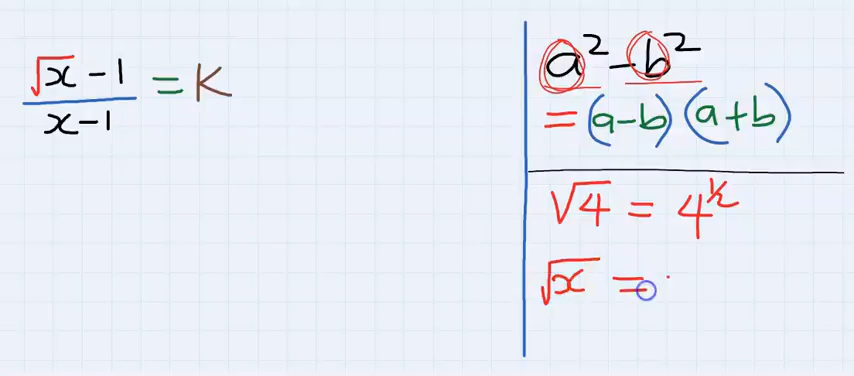 √x - 1 / x - 1 = K
a² - b²
= (a - b) (a + b)
√4 = 4^½
√x =